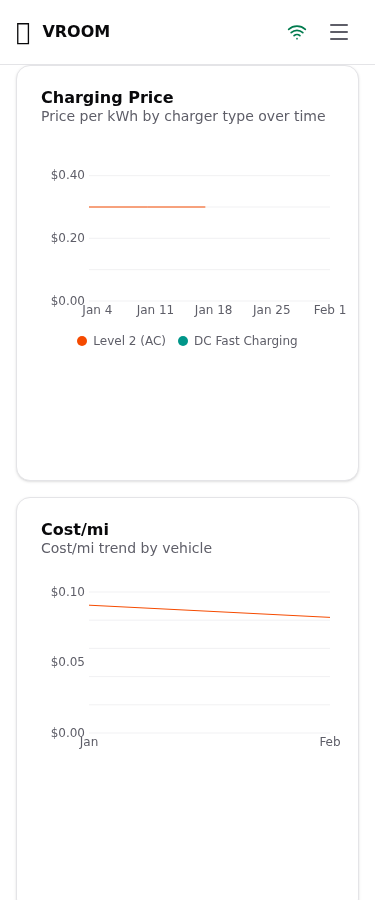 VROOM
Charging Price
Price per kWh by charger type over time
$0.40
$0.20
$0.00
Jan 4 Jan 11 Jan 18 Jan 25 Feb 1
Level 2 (AC) DC Fast Charging
Cost/mi
Cost/mi trend by vehicle
$0.10
$0.05
$0.00
Jan Feb